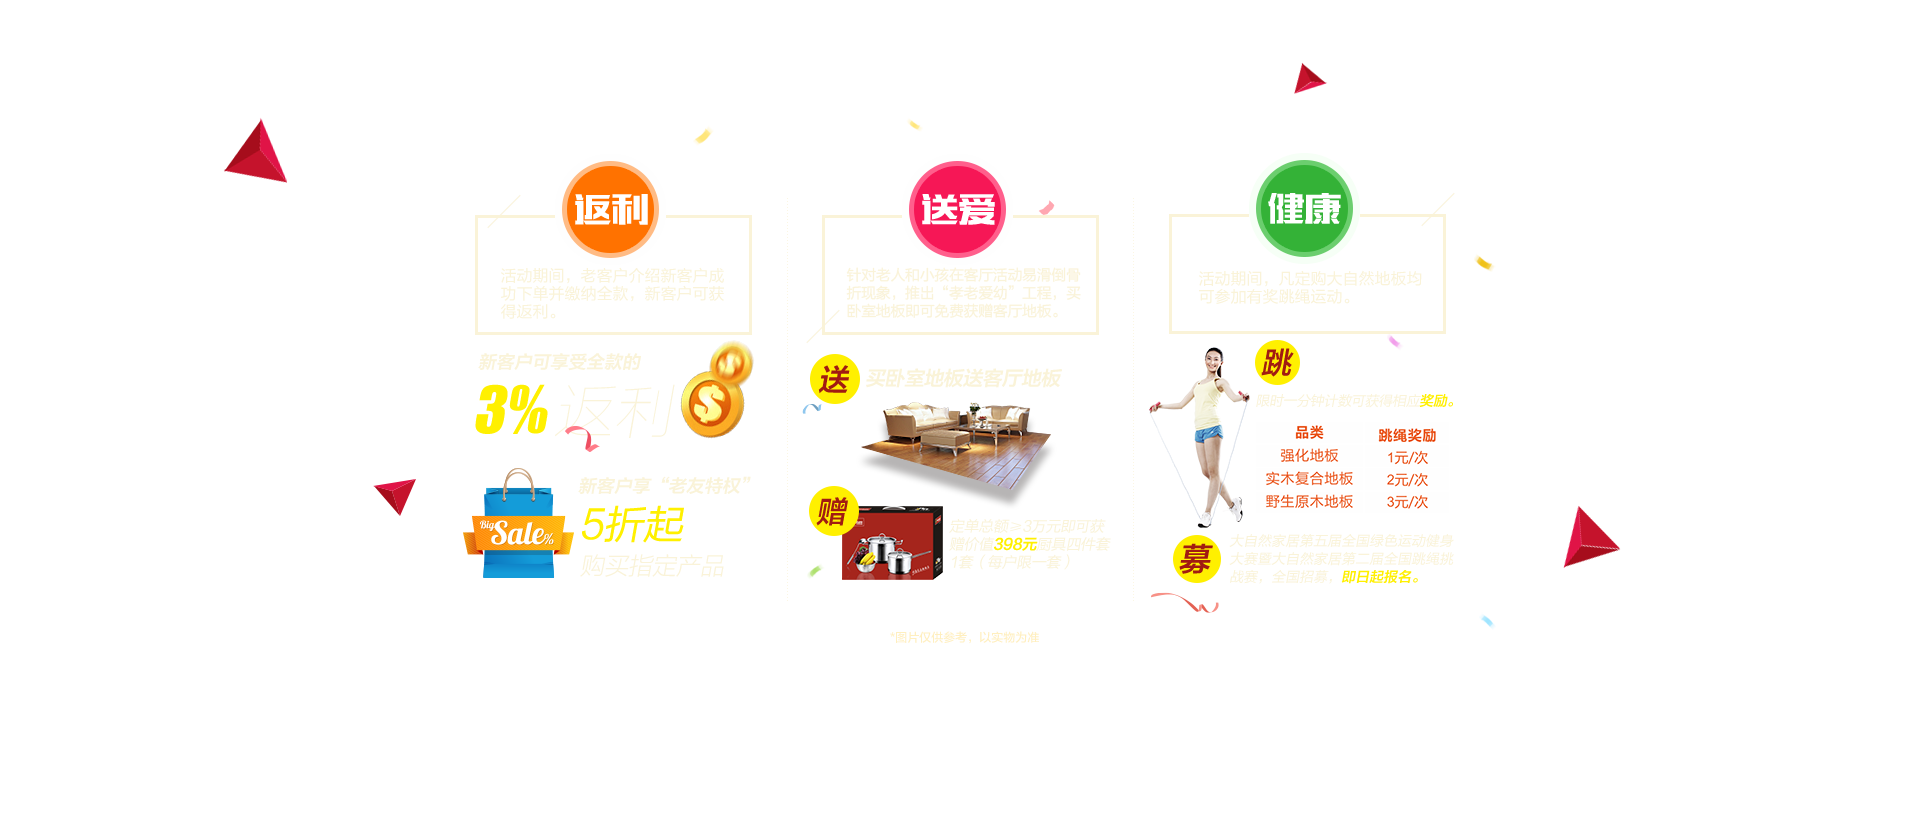 返利
活动期间，老客户介绍新客户成
功下单并缴纳全款，新客户可获
得返利。
新客户可享受全款的
3% 返利
Big
Sale%
新客户享“老友特权”
5折起
购买指定产品
送爱
针对老人和小孩在客厅活动易滑倒骨
折现象，推出“孝老爱幼”工程，买
卧室地板即可免费获赠客厅地板。
送
买卧室地板送客厅地板
赠
定单总额≥3万元即可获
赠价值398元厨具四件套
1套（每户限一套）
健康
活动期间，凡定购大自然地板均
可参加有奖跳绳运动。
跳
限时一分钟计数可获得相应奖励。
品类 跳绳奖励
强化地板 1元/次
实木复合地板 2元/次
野生原木地板 3元/次
募
大自然家居第五届全国绿色运动健身
大赛暨大自然家居第二届全国跳绳挑
战赛，全国招募，即日起报名。
*图片仅供参考，以实物为准